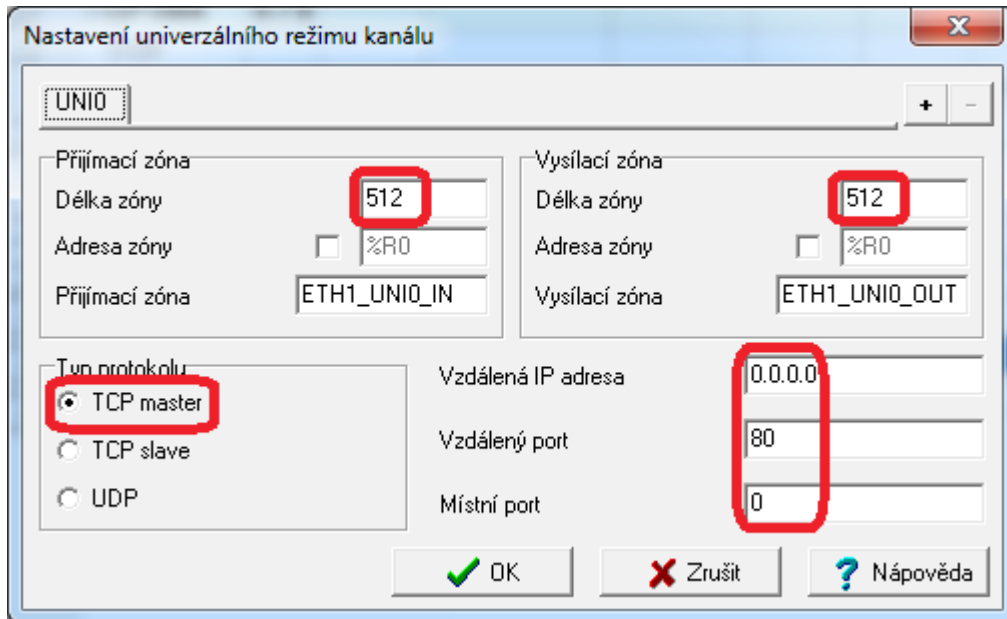 Nastavení univerzálního režimu kanálu
UNI0
+ -
Přijímací zóna
Délka zóny 512
Adresa zóny %R0
Přijímací zóna ETH1_UNI0_IN
Vysílací zóna
Délka zóny 512
Adresa zóny %R0
Vysílací zóna ETH1_UNI0_OUT
Typ protokolu
TCP master
TCP slave
UDP
Vzdálená IP adresa 0.0.0.0
Vzdálený port 80
Místní port 0
OK Zrušit ? Nápověda